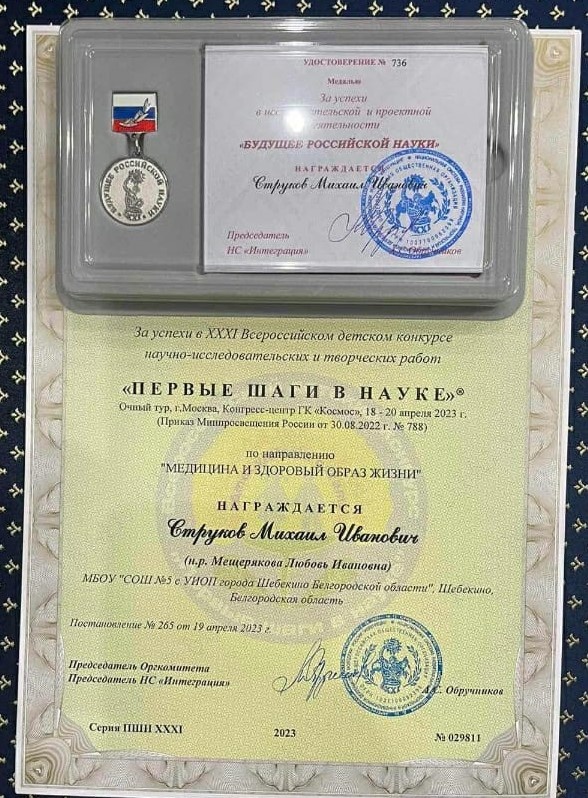 УДОСТОВЕРЕНИЕ № 736
Медалью
За успехи
в и тельской и проектной
деятельности
«БУДУЩЕЕ РОССИЙСКОЙ НАУКИ»
НАГРАЖДАЕТСЯ
Струков Михаил Иванович
Председатель
НС «Интеграция»
БУДУЩЕЕ РОССИЙСКОЙ НАУКИ
За успехи в XXXI Всероссийском детском конкурсе
научно-исследовательских и творческих работ
«ПЕРВЫЕ ШАГИ В НАУКЕ»®
Очный тур, г.Москва, Конгресс-центр ГК «Космос», 18 - 20 апреля 2023 г.
(Приказ Минпросвещения России от 30.08.2022 г. № 788)
по направлению
"МЕДИЦИНА И ЗДОРОВЫЙ ОБРАЗ ЖИЗНИ"
НАГРАЖДАЕТСЯ
Струков Михаил Иванович
(н.р. Мещерякова Любовь Ивановна)
МБОУ "СОШ №5 с УИОП города Шебекино Белгородской области", Шебекино,
Белгородская область
Постановление № 265 от 19 апреля 2023 г.
Председатель Оргкомитета
Председатель НС «Интеграция»
А.С. Обручников
Серия ПШН XXXI
2023
№ 029811